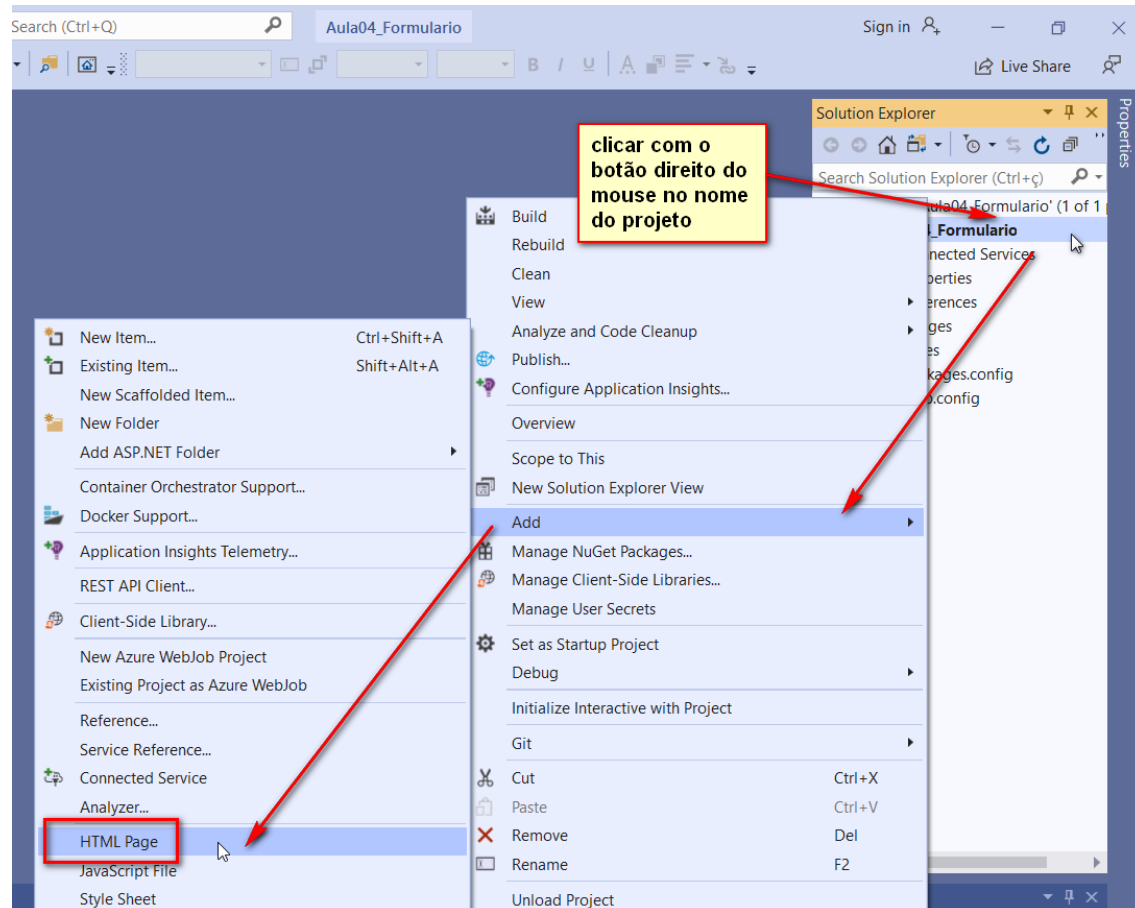 Search (Ctrl+Q)
Aula04_Formulario
Sign in
B I U A
Live Share
Solution Explorer
Properties
Search Solution Explorer (Ctrl+ç)
clicar com o
botão direito do
mouse no nome
do projeto
Aula04_Formulario' (1 of 1
4_Formulario
nected Services
perties
erences
ges
es
kages.config
b.config
Build
Rebuild
Clean
View
Analyze and Code Cleanup
Publish...
Configure Application Insights...
Overview
Scope to This
New Solution Explorer View
Add
Manage NuGet Packages...
Manage Client-Side Libraries...
Manage User Secrets
Set as Startup Project
Debug
Initialize Interactive with Project
Git
Cut Ctrl+X
Paste Ctrl+V
Remove Del
Rename F2
Unload Project
New Item... Ctrl+Shift+A
Existing Item... Shift+Alt+A
New Scaffolded Item...
New Folder
Add ASP.NET Folder
Container Orchestrator Support...
Docker Support...
Application Insights Telemetry...
REST API Client...
Client-Side Library...
New Azure WebJob Project
Existing Project as Azure WebJob
Reference...
Service Reference...
Connected Service
Analyzer...
HTML Page
JavaScript File
Style Sheet